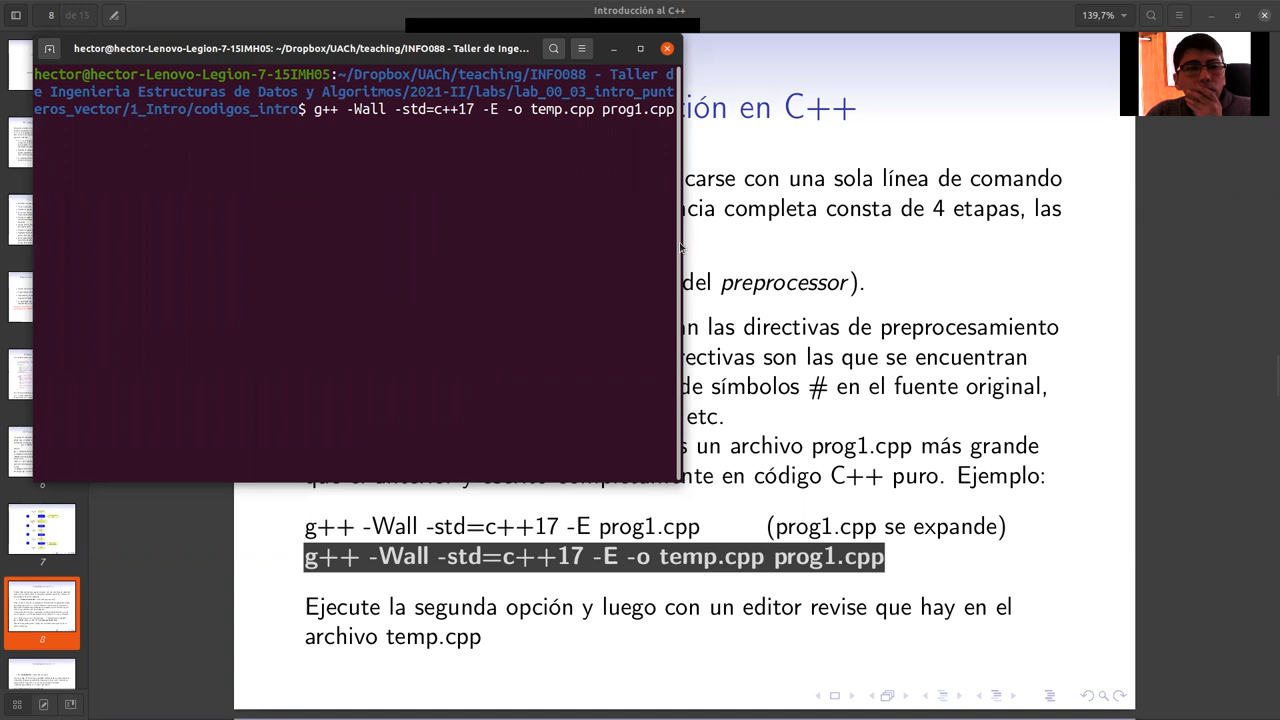 8 de 15
Introducción al C++
139,7%
hector@hector-Lenovo-Legion-7-15IMH05: ~/Dropbox/UACh/teaching/INFO088 - Taller de Inge...
hector@hector-Lenovo-Legion-7-15IMH05:~/Dropbox/UACh/teaching/INFO088 - Taller d
e Ingenieria Estructuras de Datos y Algoritmos/2021-II/labs/lab_00_03_intro_punt
eros_vector/1_Intro/codigos_intro$ g++ -Wall -std=c++17 -E -o temp.cpp prog1.cpp
ción en C++
carse con una sola línea de comando
ncia completa consta de 4 etapas, las
del preprocessor).
an las directivas de preprocesamiento
rectivas son las que se encuentran
de símbolos # en el fuente original,
etc.
s un archivo prog1.cpp más grande
en código C++ puro. Ejemplo:
g++ -Wall -std=c++17 -E prog1.cpp (prog1.cpp se expande)
g++ -Wall -std=c++17 -E -o temp.cpp prog1.cpp
Ejecute la segunda opción y luego con un editor revise que hay en el
archivo temp.cpp
7
8